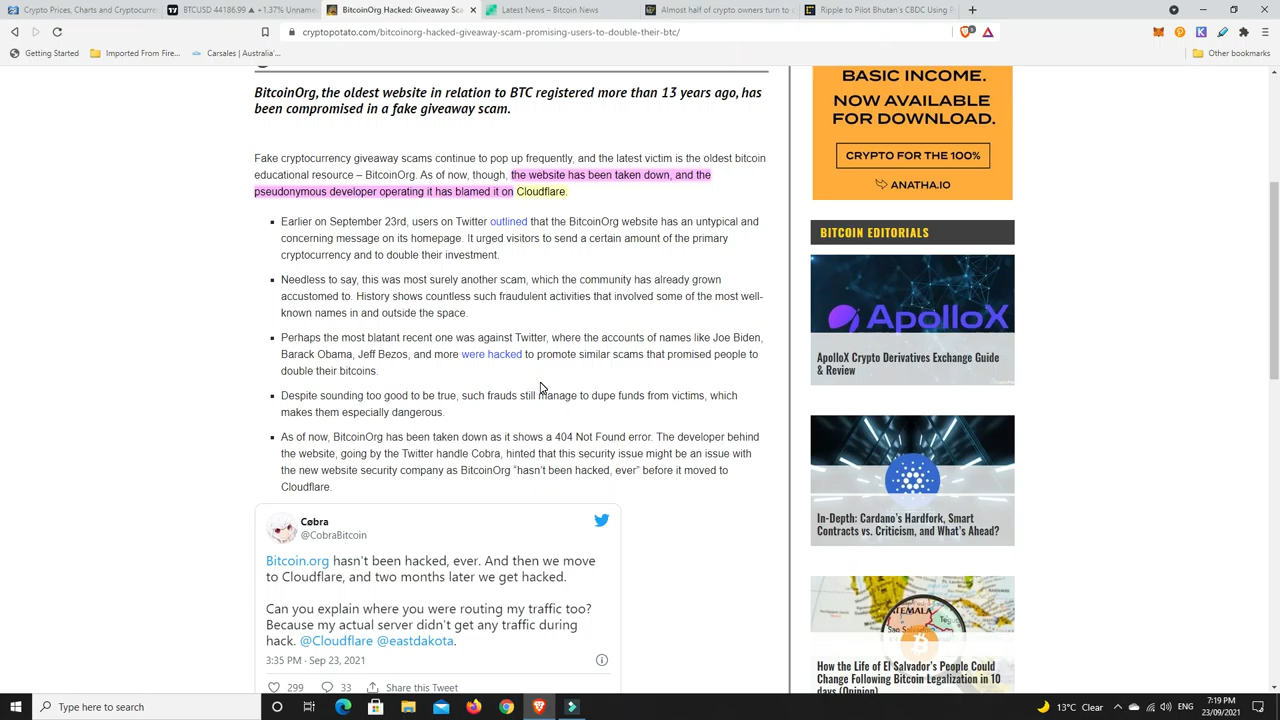 Crypto Prices, Charts and Cryptocurr
BTCUSD 44186.99 ▲ +1.37% Unnam
BitcoinOrg Hacked: Giveaway Sca
Latest News – Bitcoin News
Almost half of crypto owners turn to c
Ripple to Pilot Bhutan's CBDC Using R
cryptopotato.com/bitcoinorg-hacked-giveaway-scam-promising-users-to-double-their-btc/
Getting Started
Imported From Fire...
Carsales | Australia'...
Other bookmarks
BitcoinOrg, the oldest website in relation to BTC registered more than 13 years ago, has
been compromised in a fake giveaway scam.
Fake cryptocurrency giveaway scams continue to pop up frequently, and the latest victim is the oldest bitcoin
educational resource – BitcoinOrg. As of now, though, the website has been taken down, and the
pseudonymous developer operating it has blamed it on Cloudflare.
Earlier on September 23rd, users on Twitter outlined that the BitcoinOrg website has an untypical and
concerning message on its homepage. It urged visitors to send a certain amount of the primary
cryptocurrency and to double their investment.
Needless to say, this was most surely another scam, which the community has already grown
accustomed to. History shows countless such fraudulent activities that involved some of the most well-
known names in and outside the space.
Perhaps the most blatant recent one was against Twitter, where the accounts of names like Joe Biden,
Barack Obama, Jeff Bezos, and more were hacked to promote similar scams that promised people to
double their bitcoins.
Despite sounding too good to be true, such frauds still manage to dupe funds from victims, which
makes them especially dangerous.
As of now, BitcoinOrg has been taken down as it shows a 404 Not Found error. The developer behind
the website, going by the Twitter handle Cobra, hinted that this security issue might be an issue with
the new website security company as BitcoinOrg "hasn't been hacked, ever" before it moved to
Cloudflare.
Cøbra
@CobraBitcoin
Bitcoin.org hasn't been hacked, ever. And then we move
to Cloudflare, and two months later we get hacked.
Can you explain where you were routing my traffic too?
Because my actual server didn't get any traffic during
hack. @Cloudflare @eastdakota.
3:35 PM · Sep 23, 2021
299
33
Share this Tweet
BASIC INCOME.
NOW AVAILABLE
FOR DOWNLOAD.
CRYPTO FOR THE 100%
ANATHA.IO
BITCOIN EDITORIALS
ApolloX
ApolloX Crypto Derivatives Exchange Guide
& Review
In-Depth: Cardano's Hardfork, Smart
Contracts vs. Criticism, and What's Ahead?
How the Life of El Salvador's People Could
Change Following Bitcoin Legalization in 10
days (Opinion)
Type here to search
13°C Clear
ENG
7:19 PM
23/09/2021